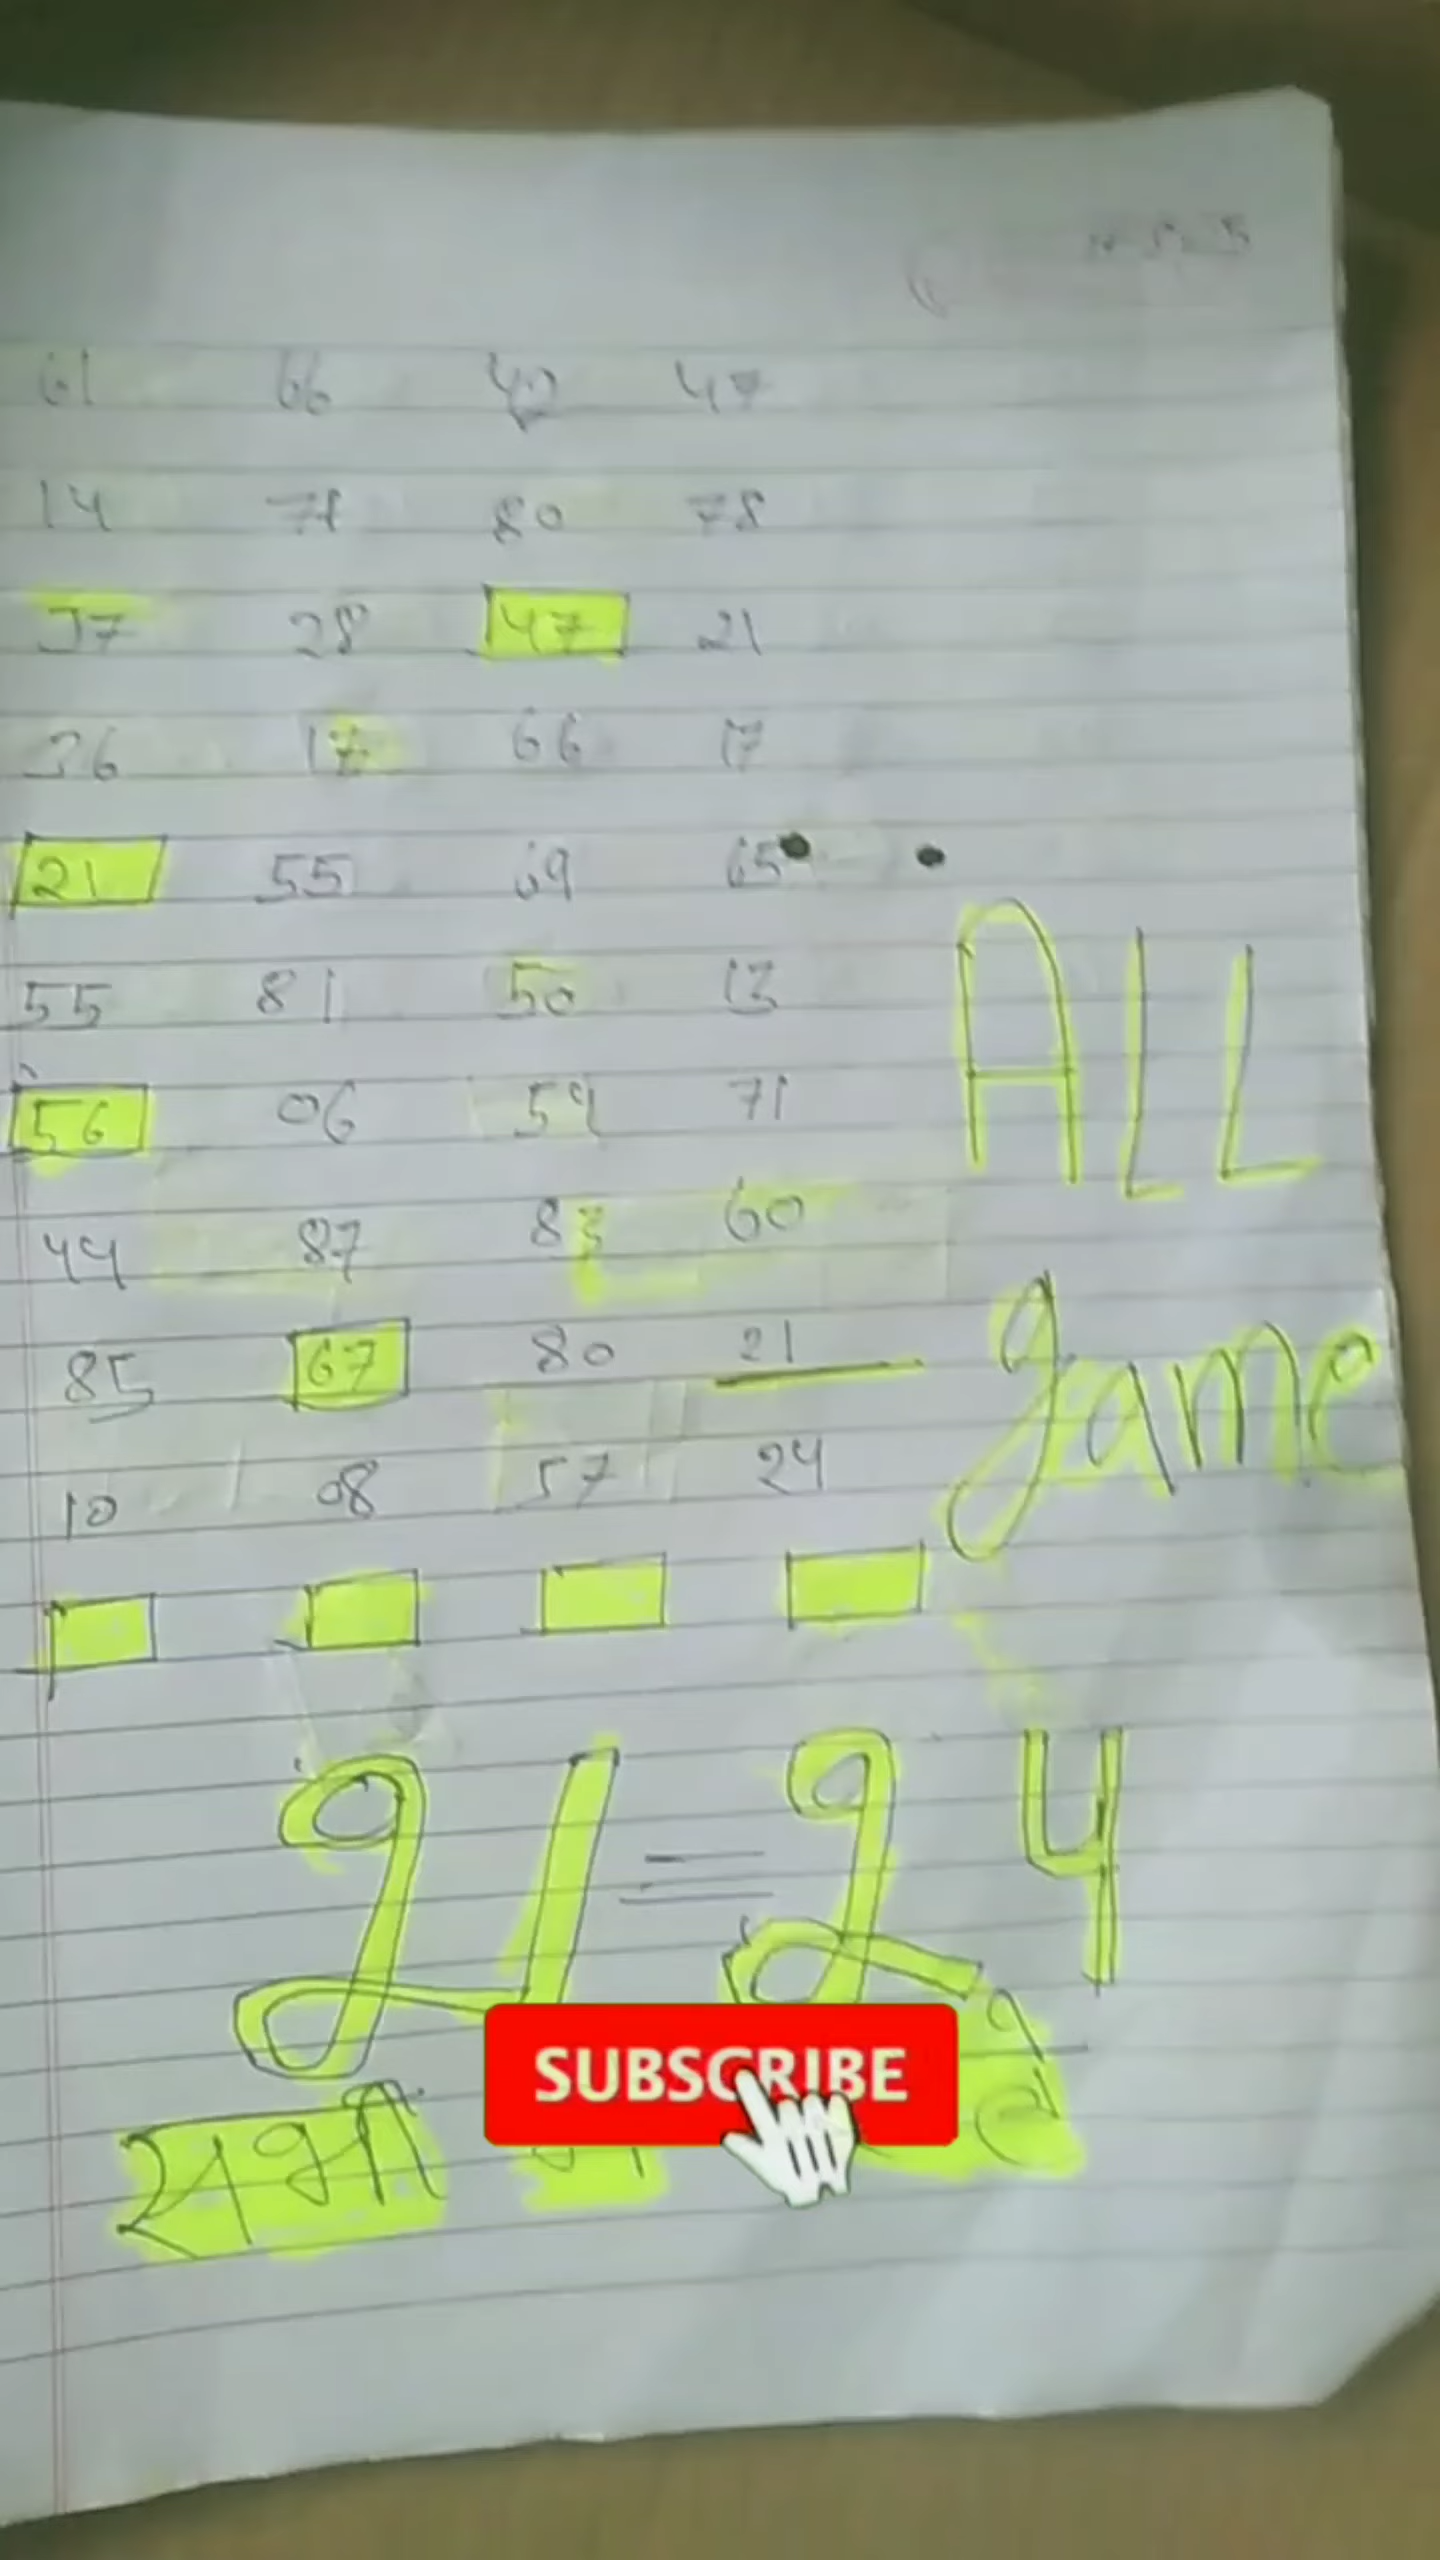 61 66 42 47
14 71 80 78
37 28 47 21
36 17 66 17
21 55 69 65
55 81 50 13
56 06 59 71
ALL
44 87 83 60
85 67 80 21
game
10 08 57 24
21 = 24
SUBSCRIBE
सभी